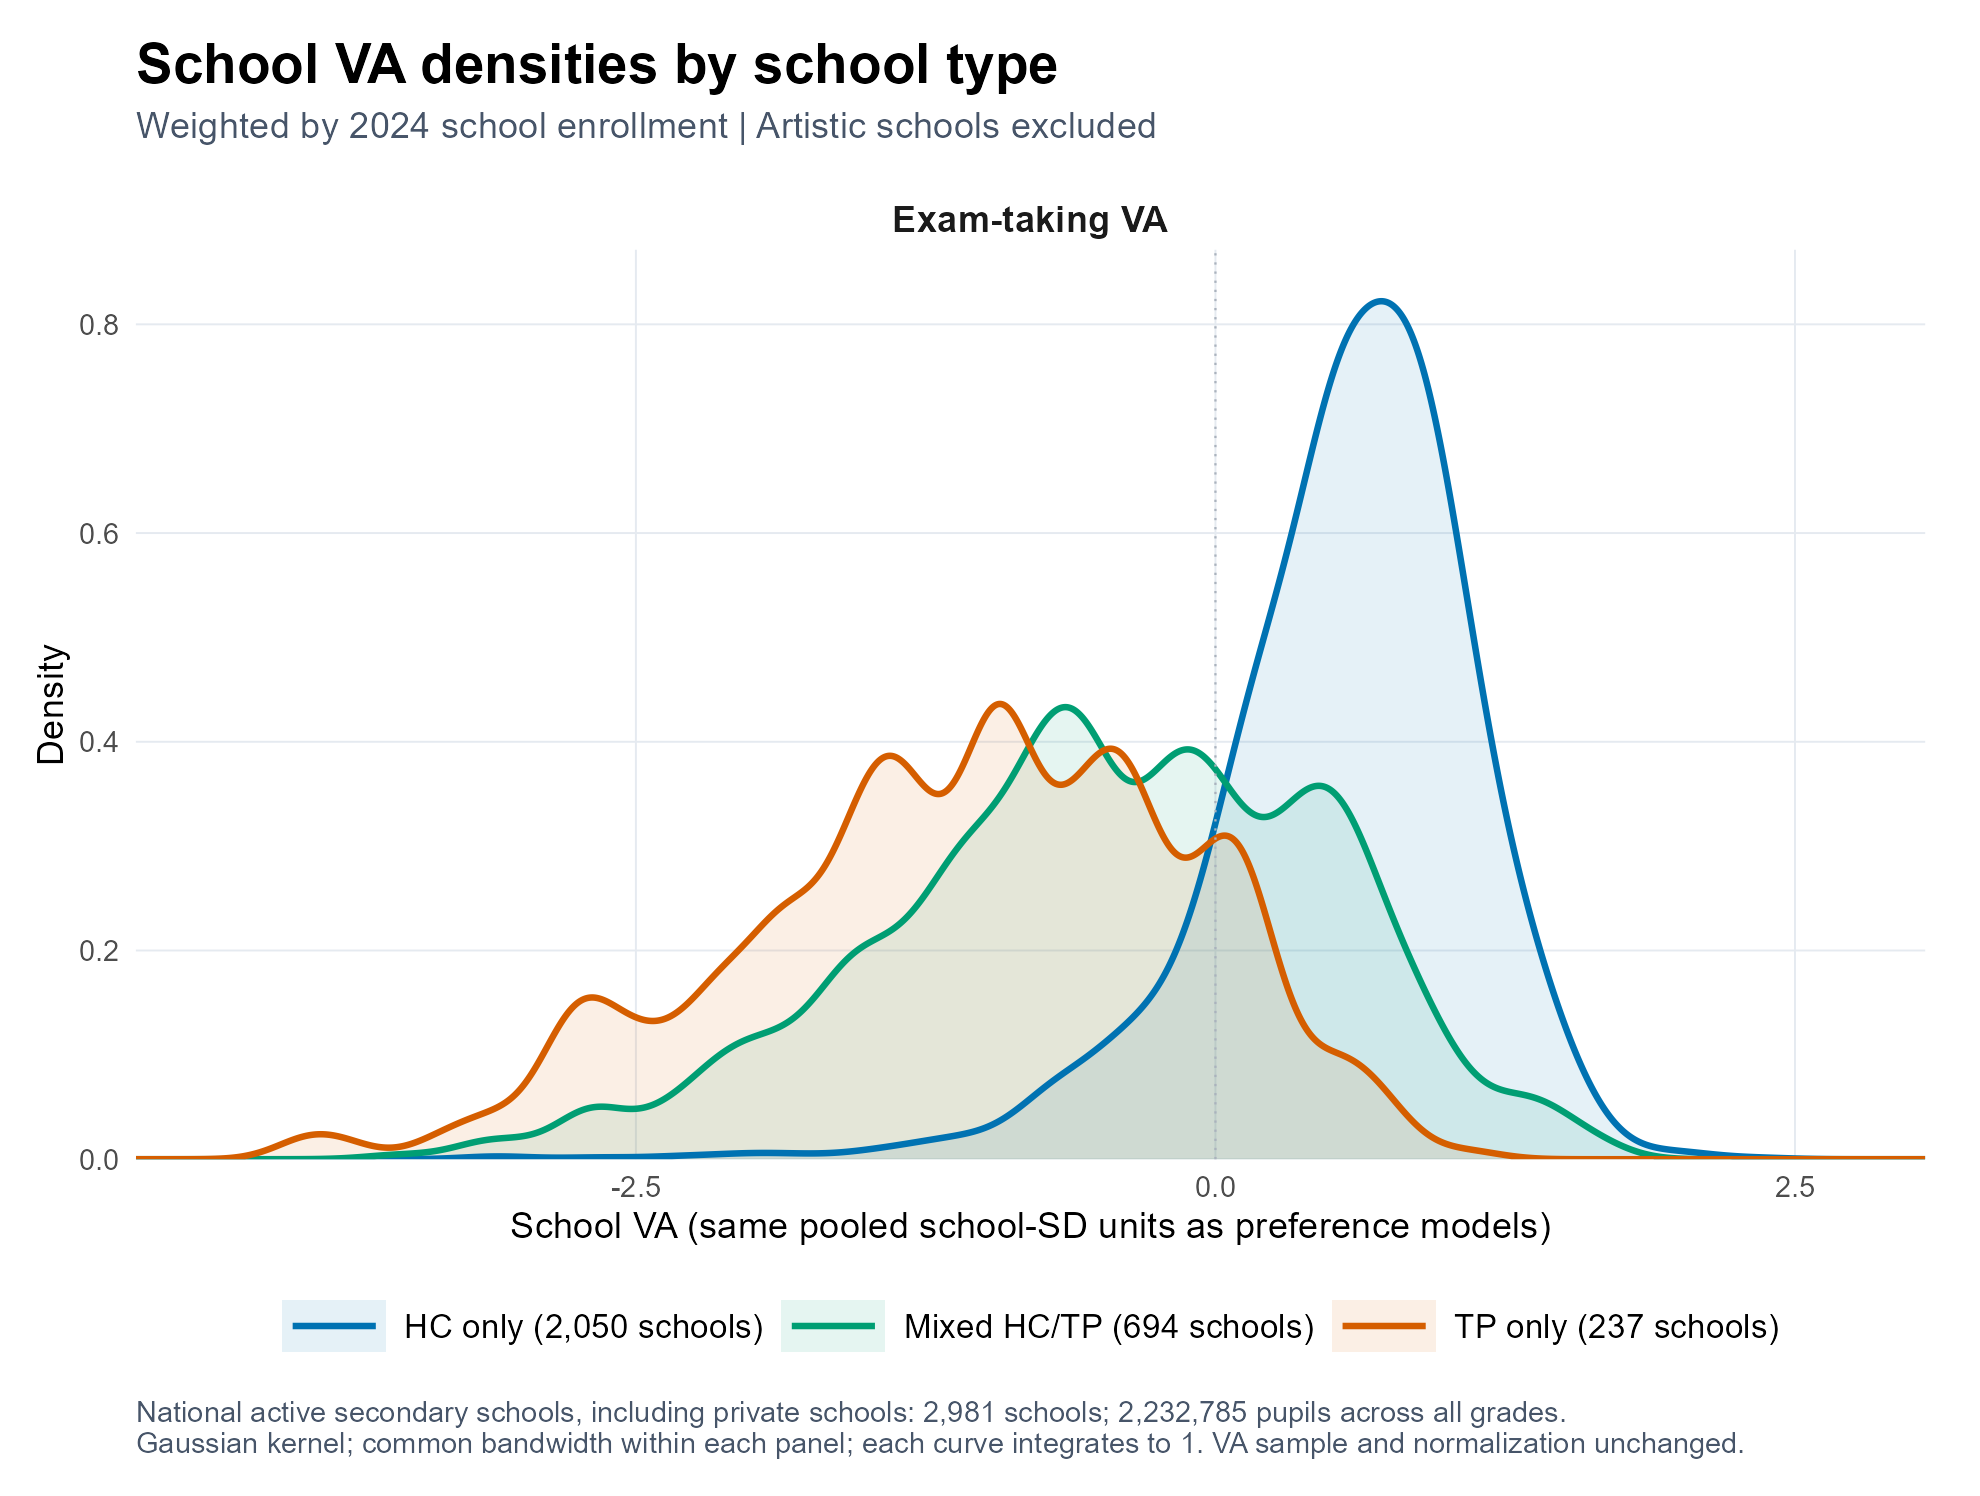 School VA densities by school type
Weighted by 2024 school enrollment | Artistic schools excluded
Exam-taking VA
Density
0.8
0.6
0.4
0.2
0.0
-2.5
0.0
2.5
School VA (same pooled school-SD units as preference models)
HC only (2,050 schools)
Mixed HC/TP (694 schools)
TP only (237 schools)
National active secondary schools, including private schools: 2,981 schools; 2,232,785 pupils across all grades.
Gaussian kernel; common bandwidth within each panel; each curve integrates to 1. VA sample and normalization unchanged.